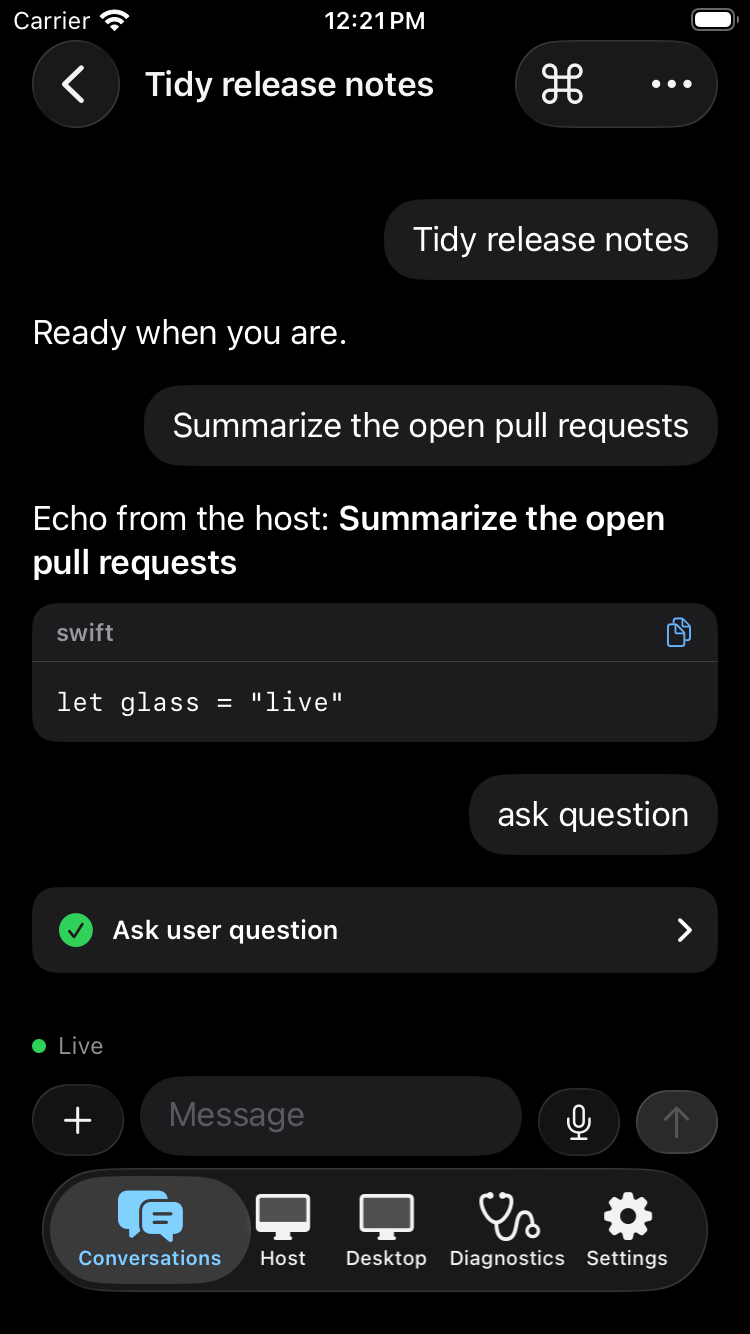 Carrier 12:21 PM
Tidy release notes
Tidy release notes
Ready when you are.
Summarize the open pull requests
Echo from the host: Summarize the open
pull requests
swift
let glass = "live"
ask question
Ask user question
Live
Message
Conversations Host Desktop Diagnostics Settings